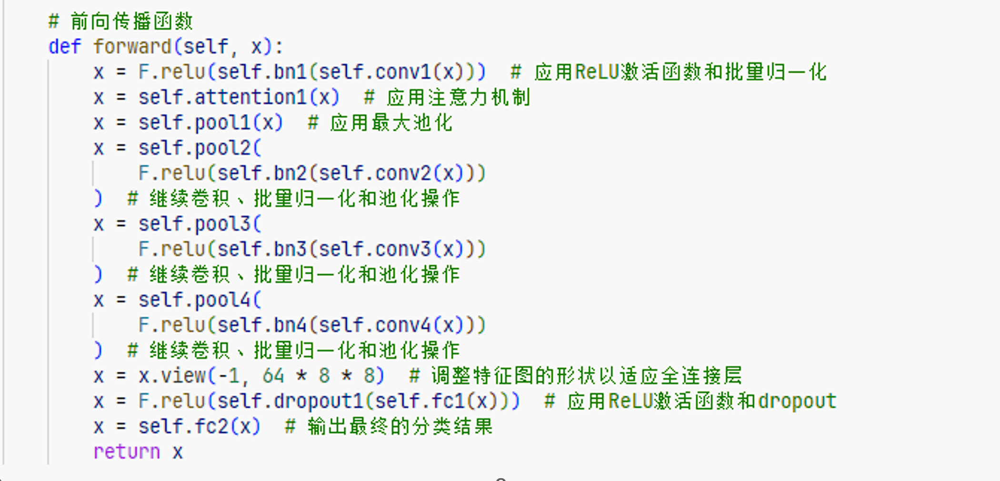 # 前向传播函数
def forward(self, x):
    x = F.relu(self.bn1(self.conv1(x)))  # 应用ReLU激活函数和批量归一化
    x = self.attention1(x)  # 应用注意力机制
    x = self.pool1(x)  # 应用最大池化
    x = self.pool2(
        F.relu(self.bn2(self.conv2(x)))
    )  # 继续卷积、批量归一化和池化操作
    x = self.pool3(
        F.relu(self.bn3(self.conv3(x)))
    )  # 继续卷积、批量归一化和池化操作
    x = self.pool4(
        F.relu(self.bn4(self.conv4(x)))
    )  # 继续卷积、批量归一化和池化操作
    x = x.view(-1, 64 * 8 * 8)  # 调整特征图的形状以适应全连接层
    x = F.relu(self.dropout1(self.fc1(x)))  # 应用ReLU激活函数和dropout
    x = self.fc2(x)  # 输出最终的分类结果
    return x